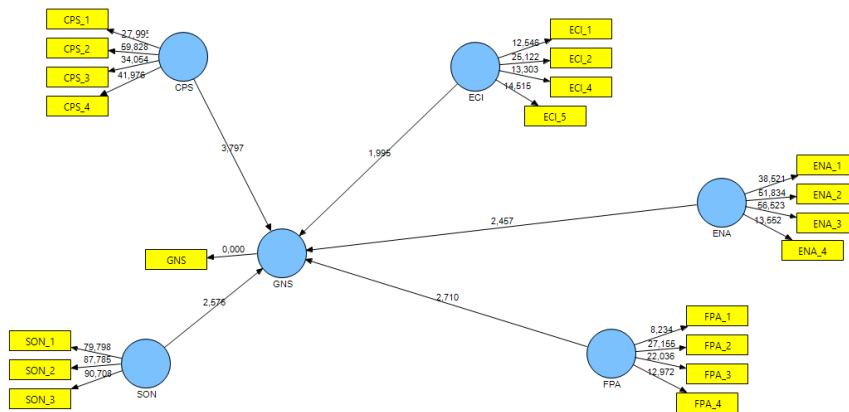 CPS_1
CPS_2
CPS_3
CPS_4
27,995
59,828
34,054
41,976
CPS
3,797
ECI_1
ECI_2
ECI_4
ECI_5
12,546
25,122
13,303
14,515
ECI
1,995
ENA_1
ENA_2
ENA_3
ENA_4
38,521
51,834
56,523
13,552
ENA
2,457
GNS
0,000
GNS
2,576
2,710
SON_1
SON_2
SON_3
79,798
87,785
90,708
SON
FPA_1
FPA_2
FPA_3
FPA_4
8,234
27,155
22,036
12,972
FPA